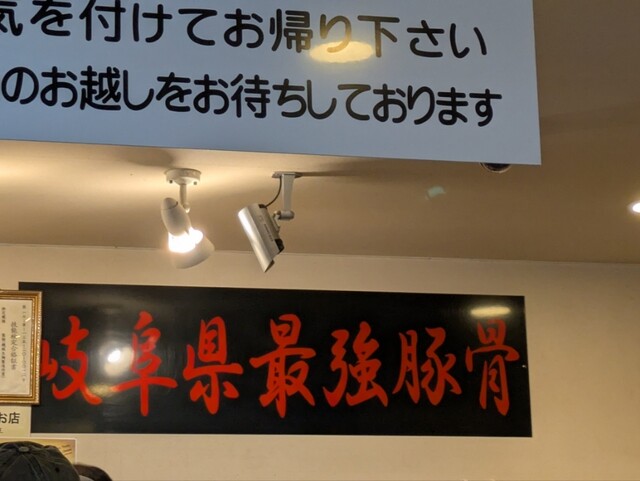 気を付けてお帰り下さい
のお越しをお待ちしております
岐阜県最強豚骨
お店